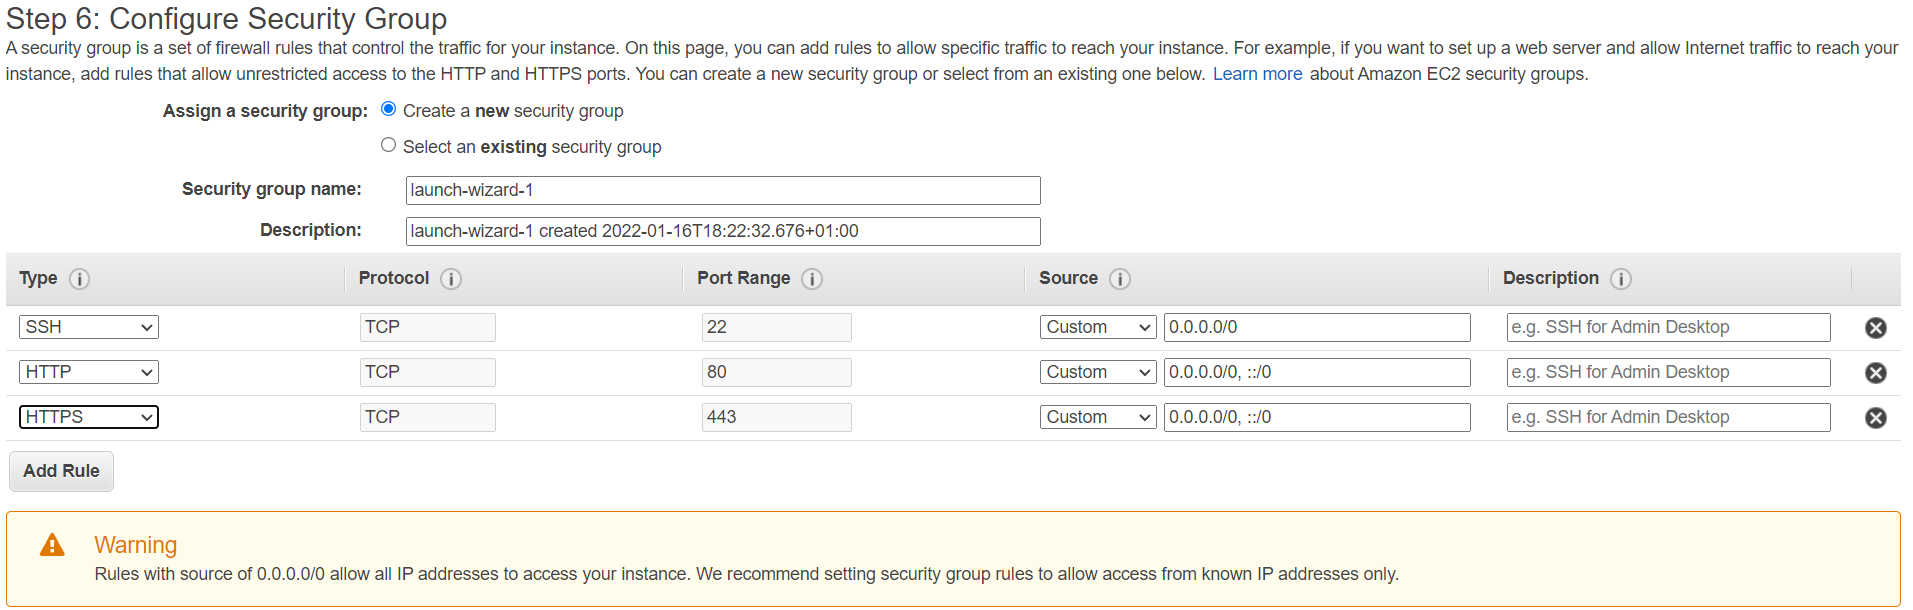 Step 6: Configure Security Group
A security group is a set of firewall rules that control the traffic for your instance. On this page, you can add rules to allow specific traffic to reach your instance. For example, if you want to set up a web server and allow Internet traffic to reach your
instance, add rules that allow unrestricted access to the HTTP and HTTPS ports. You can create a new security group or select from an existing one below. Learn more about Amazon EC2 security groups.
Assign a security group: Create a new security group
Select an existing security group
Security group name: launch-wizard-1
Description: launch-wizard-1 created 2022-01-16T18:22:32.676+01:00
Type i Protocol i Port Range i Source i Description i
SSH TCP 22 Custom 0.0.0.0/0 e.g. SSH for Admin Desktop
HTTP TCP 80 Custom 0.0.0.0/0, ::/0 e.g. SSH for Admin Desktop
HTTPS TCP 443 Custom 0.0.0.0/0, ::/0 e.g. SSH for Admin Desktop
Add Rule
Warning
Rules with source of 0.0.0.0/0 allow all IP addresses to access your instance. We recommend setting security group rules to allow access from known IP addresses only.